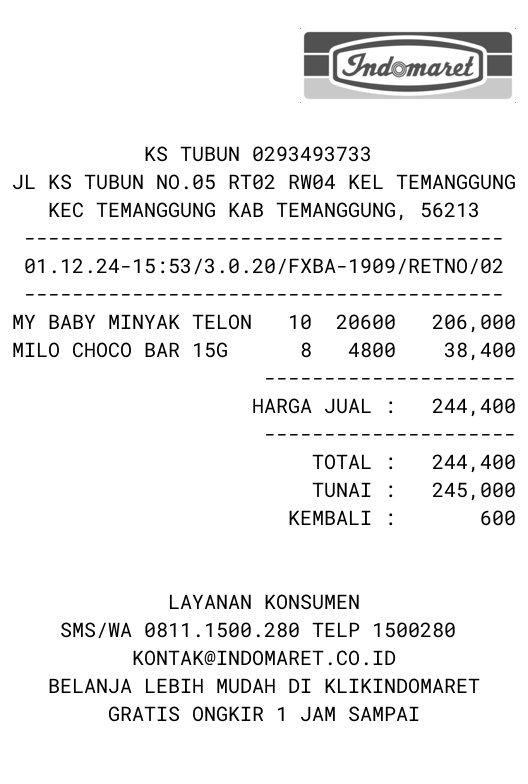 Indomaret
KS TUBUN 0293493733
JL KS TUBUN NO.05 RT02 RW04 KEL TEMANGGUNG
KEC TEMANGGUNG KAB TEMANGGUNG, 56213
----------------------------------------
01.12.24-15:53/3.0.20/FXBA-1909/RETNO/02
----------------------------------------
MY BABY MINYAK TELON 10 20600 206,000
MILO CHOCO BAR 15G 8 4800 38,400
---------------------
HARGA JUAL : 244,400
---------------------
TOTAL : 244,400
TUNAI : 245,000
KEMBALI : 600
LAYANAN KONSUMEN
SMS/WA 0811.1500.280 TELP 1500280
KONTAK@INDOMARET.CO.ID
BELANJA LEBIH MUDAH DI KLIKINDOMARET
GRATIS ONGKIR 1 JAM SAMPAI